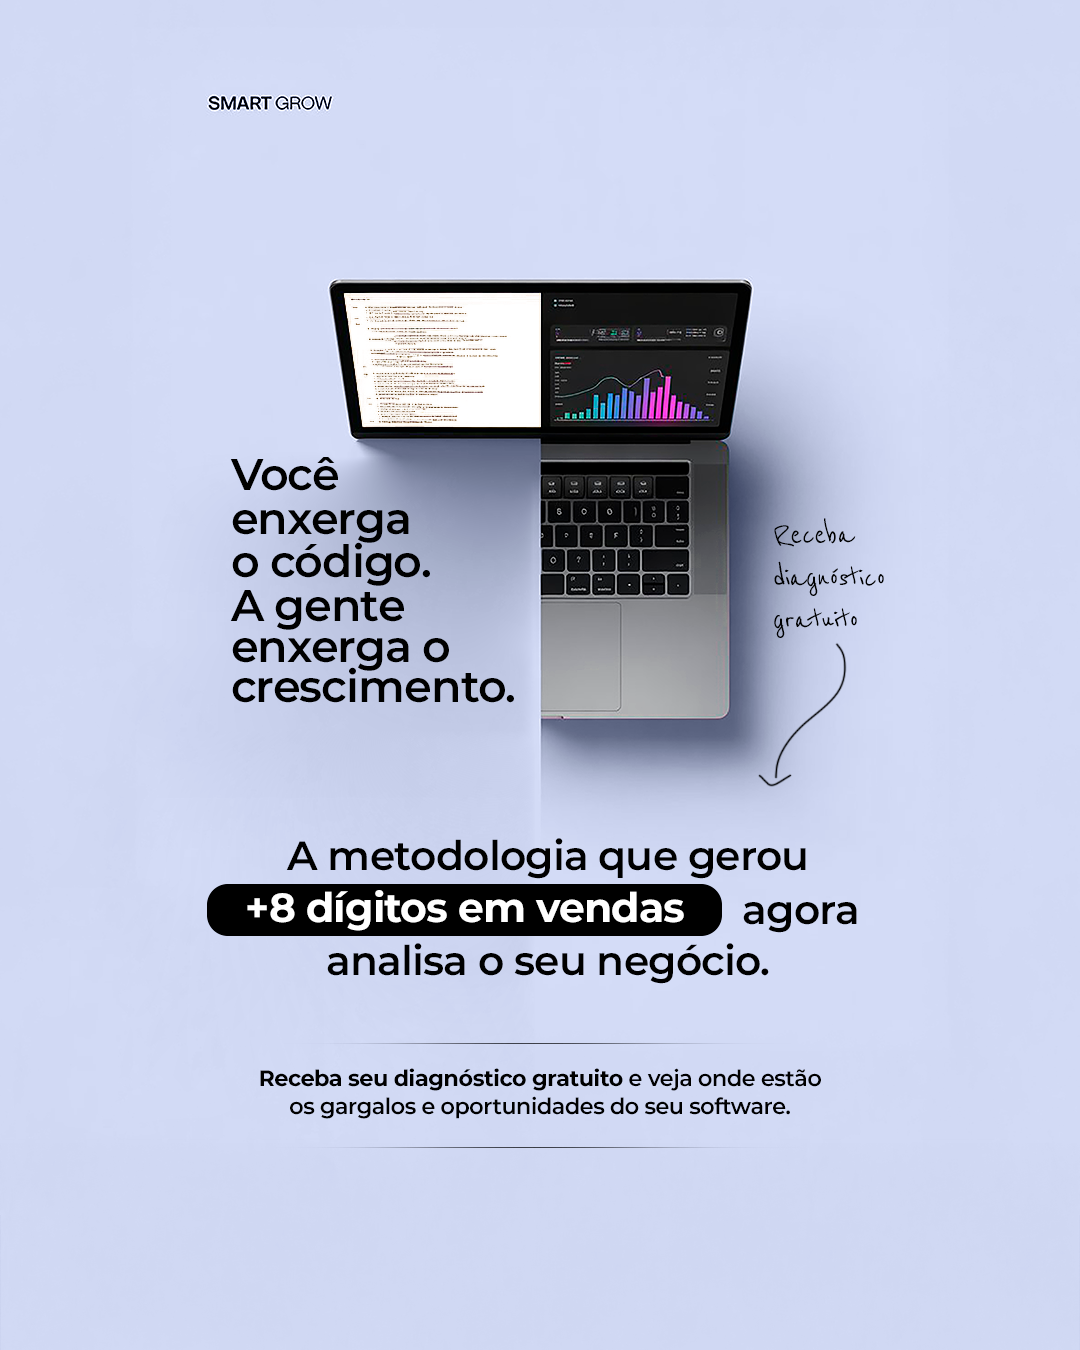 SMART GROW
Você
enxerga
o código.
A gente
enxerga o
crescimento.
Receba
diagnóstico
gratuito
A metodologia que gerou
+8 dígitos em vendas agora
analisa o seu negócio.
Receba seu diagnóstico gratuito e veja onde estão
os gargalos e oportunidades do seu software.